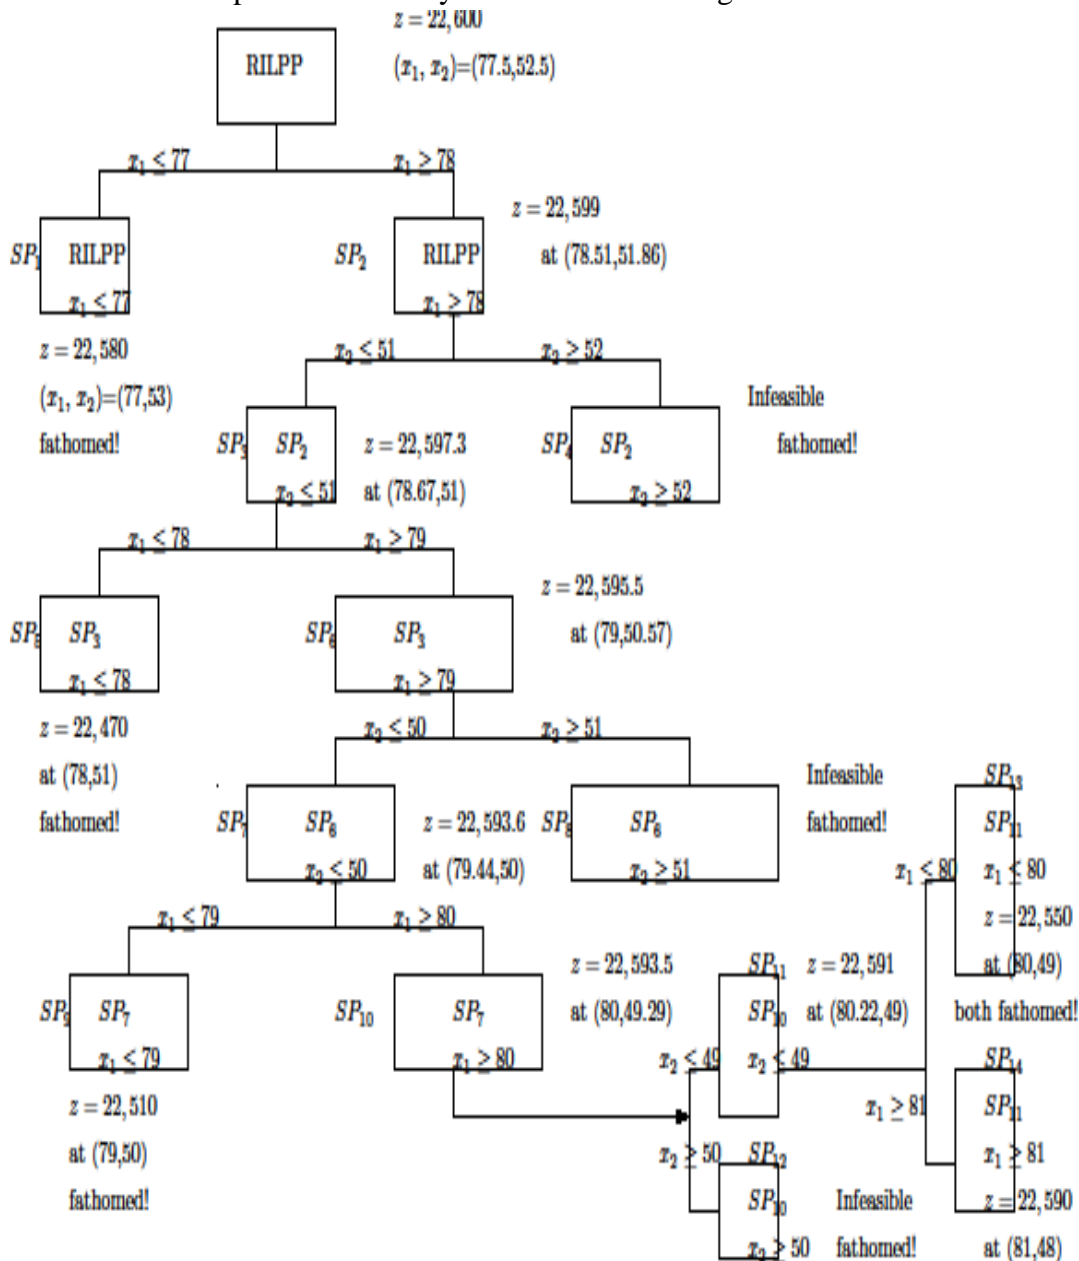 z = 22,600
RILPP
(x₁, x₂)=(77.5,52.5)
x₁ ≤ 77
x₁ ≥ 78
z = 22,599
SP₁
RILPP
x₁ ≤ 77
SP₂
RILPP
x₁ ≥ 78
at (78.51,51.86)
z = 22,580
(x₁, x₂)=(77,53)
fathomed!
x₂ ≤ 51
x₂ ≥ 52
SP₃
SP₂
x₂ ≤ 51
z = 22,597.3
at (78.67,51)
SP₄
SP₂
x₂ ≥ 52
Infeasible
fathomed!
x₁ ≤ 78
x₁ ≥ 79
SP₅
SP₃
x₁ ≤ 78
SP₆
SP₃
x₁ ≥ 79
z = 22,595.5
at (79,50.57)
z = 22,470
at (78,51)
fathomed!
x₂ ≤ 50
x₂ ≥ 51
SP₇
SP₆
x₂ ≤ 50
z = 22,593.6
at (79.44,50)
SP₈
SP₆
x₂ ≥ 51
Infeasible
fathomed!
x₁ ≤ 79
x₁ ≥ 80
SP₉
SP₇
x₁ ≤ 79
SP₁₀
SP₇
x₁ ≥ 80
z = 22,593.5
at (80,49.29)
z = 22,510
at (79,50)
fathomed!
x₂ ≤ 49
SP₁₁
SP₁₀
x₂ ≤ 49
z = 22,591
at (80.22,49)
x₂ ≥ 50
SP₁₂
SP₁₀
x₂ ≥ 50
Infeasible
fathomed!
x₁ ≤ 80
SP₁₃
SP₁₁
x₁ ≤ 80
z = 22,550
at (80,49)
both fathomed!
x₁ ≥ 81
SP₁₄
SP₁₁
x₁ ≥ 81
z = 22,590
at (81,48)